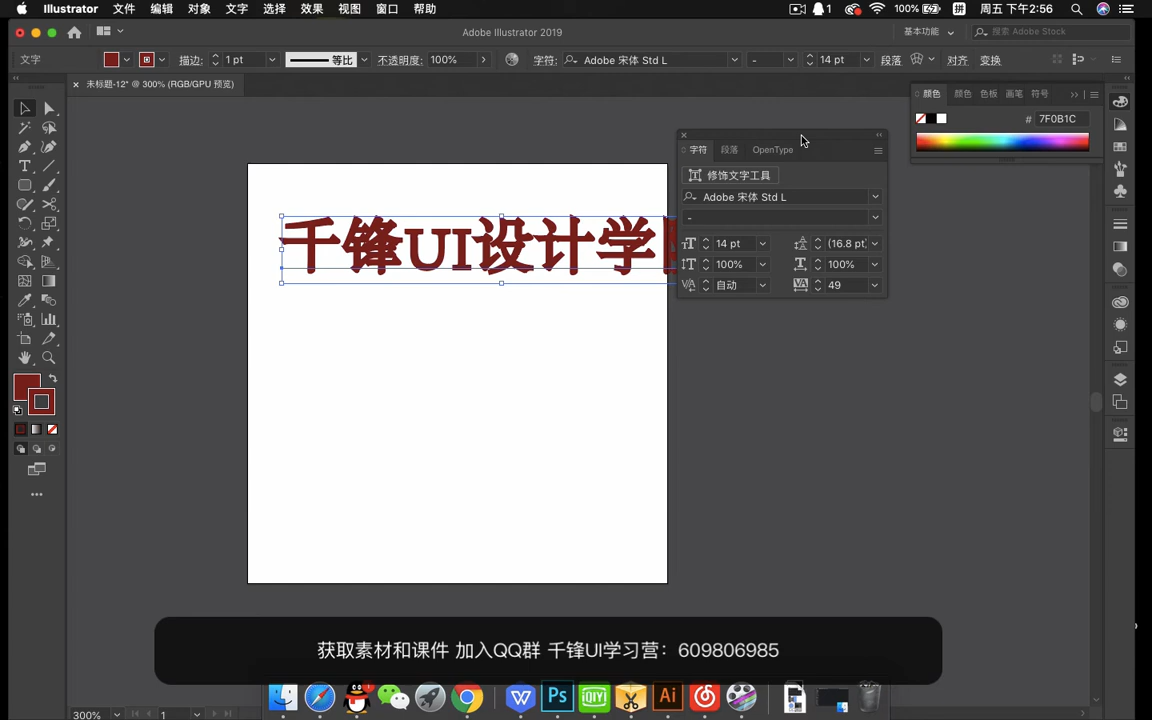 Illustrator 文件 编辑 对象 文字 选择 效果 视图 窗口 帮助 1 100% 拼 周五 下午2:56
Adobe Illustrator 2019 基本功能 搜索 Adobe Stock
文字 描边: 1 pt 等比 不透明度: 100% 字符: Adobe 宋体 Std L - 14 pt 段落 对齐 变换
× 未标题-12* @ 300% (RGB/GPU 预览)
颜色 颜色 色板 画笔 符号
# 7F0B1C
字符 段落 OpenType
修饰文字工具
Adobe 宋体 Std L
-
14 pt (16.8 pt)
100% 100%
自动 49
千锋UI设计学
获取素材和课件 加入QQ群 千锋UI学习营：609806985
Ps QIYI Ai
300% 1